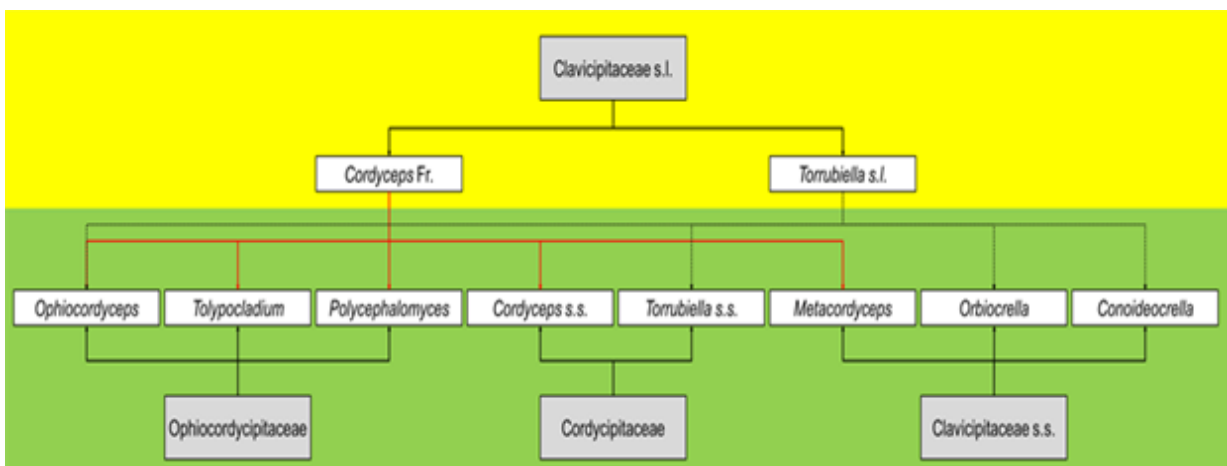 Clavicipitaceae s.l.
Cordyceps Fr.
Torrubiella s.l.
Ophiocordyceps
Tolypocladium
Polycephalomyces
Cordyceps s.s.
Torrubiella s.s.
Metacordyceps
Orbiocrella
Conoideocrella
Ophiocordycipitaceae
Cordycipitaceae
Clavicipitaceae s.s.